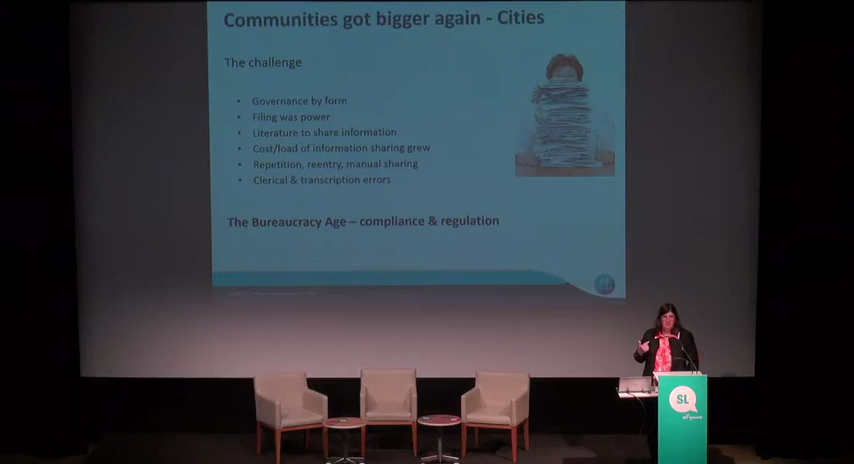 Communities got bigger again - Cities
The challenge
• Governance by form
• Filing was power
• Literature to share information
• Cost/load of information sharing grew
• Repetition, reentry, manual sharing
• Clerical & transcription errors
The Bureaucracy Age – compliance & regulation
SL